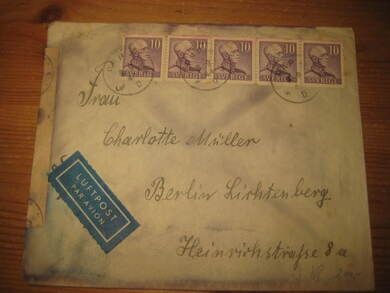 10 10 10 10 10
SVERIGE SVERIGE SVERIGE SVERIGE SVERIGE
Frau
Charlotte Müller
LUFTPOST
PAR AVION
Berlin Lichtenberg
Heinrichstraße 8 a